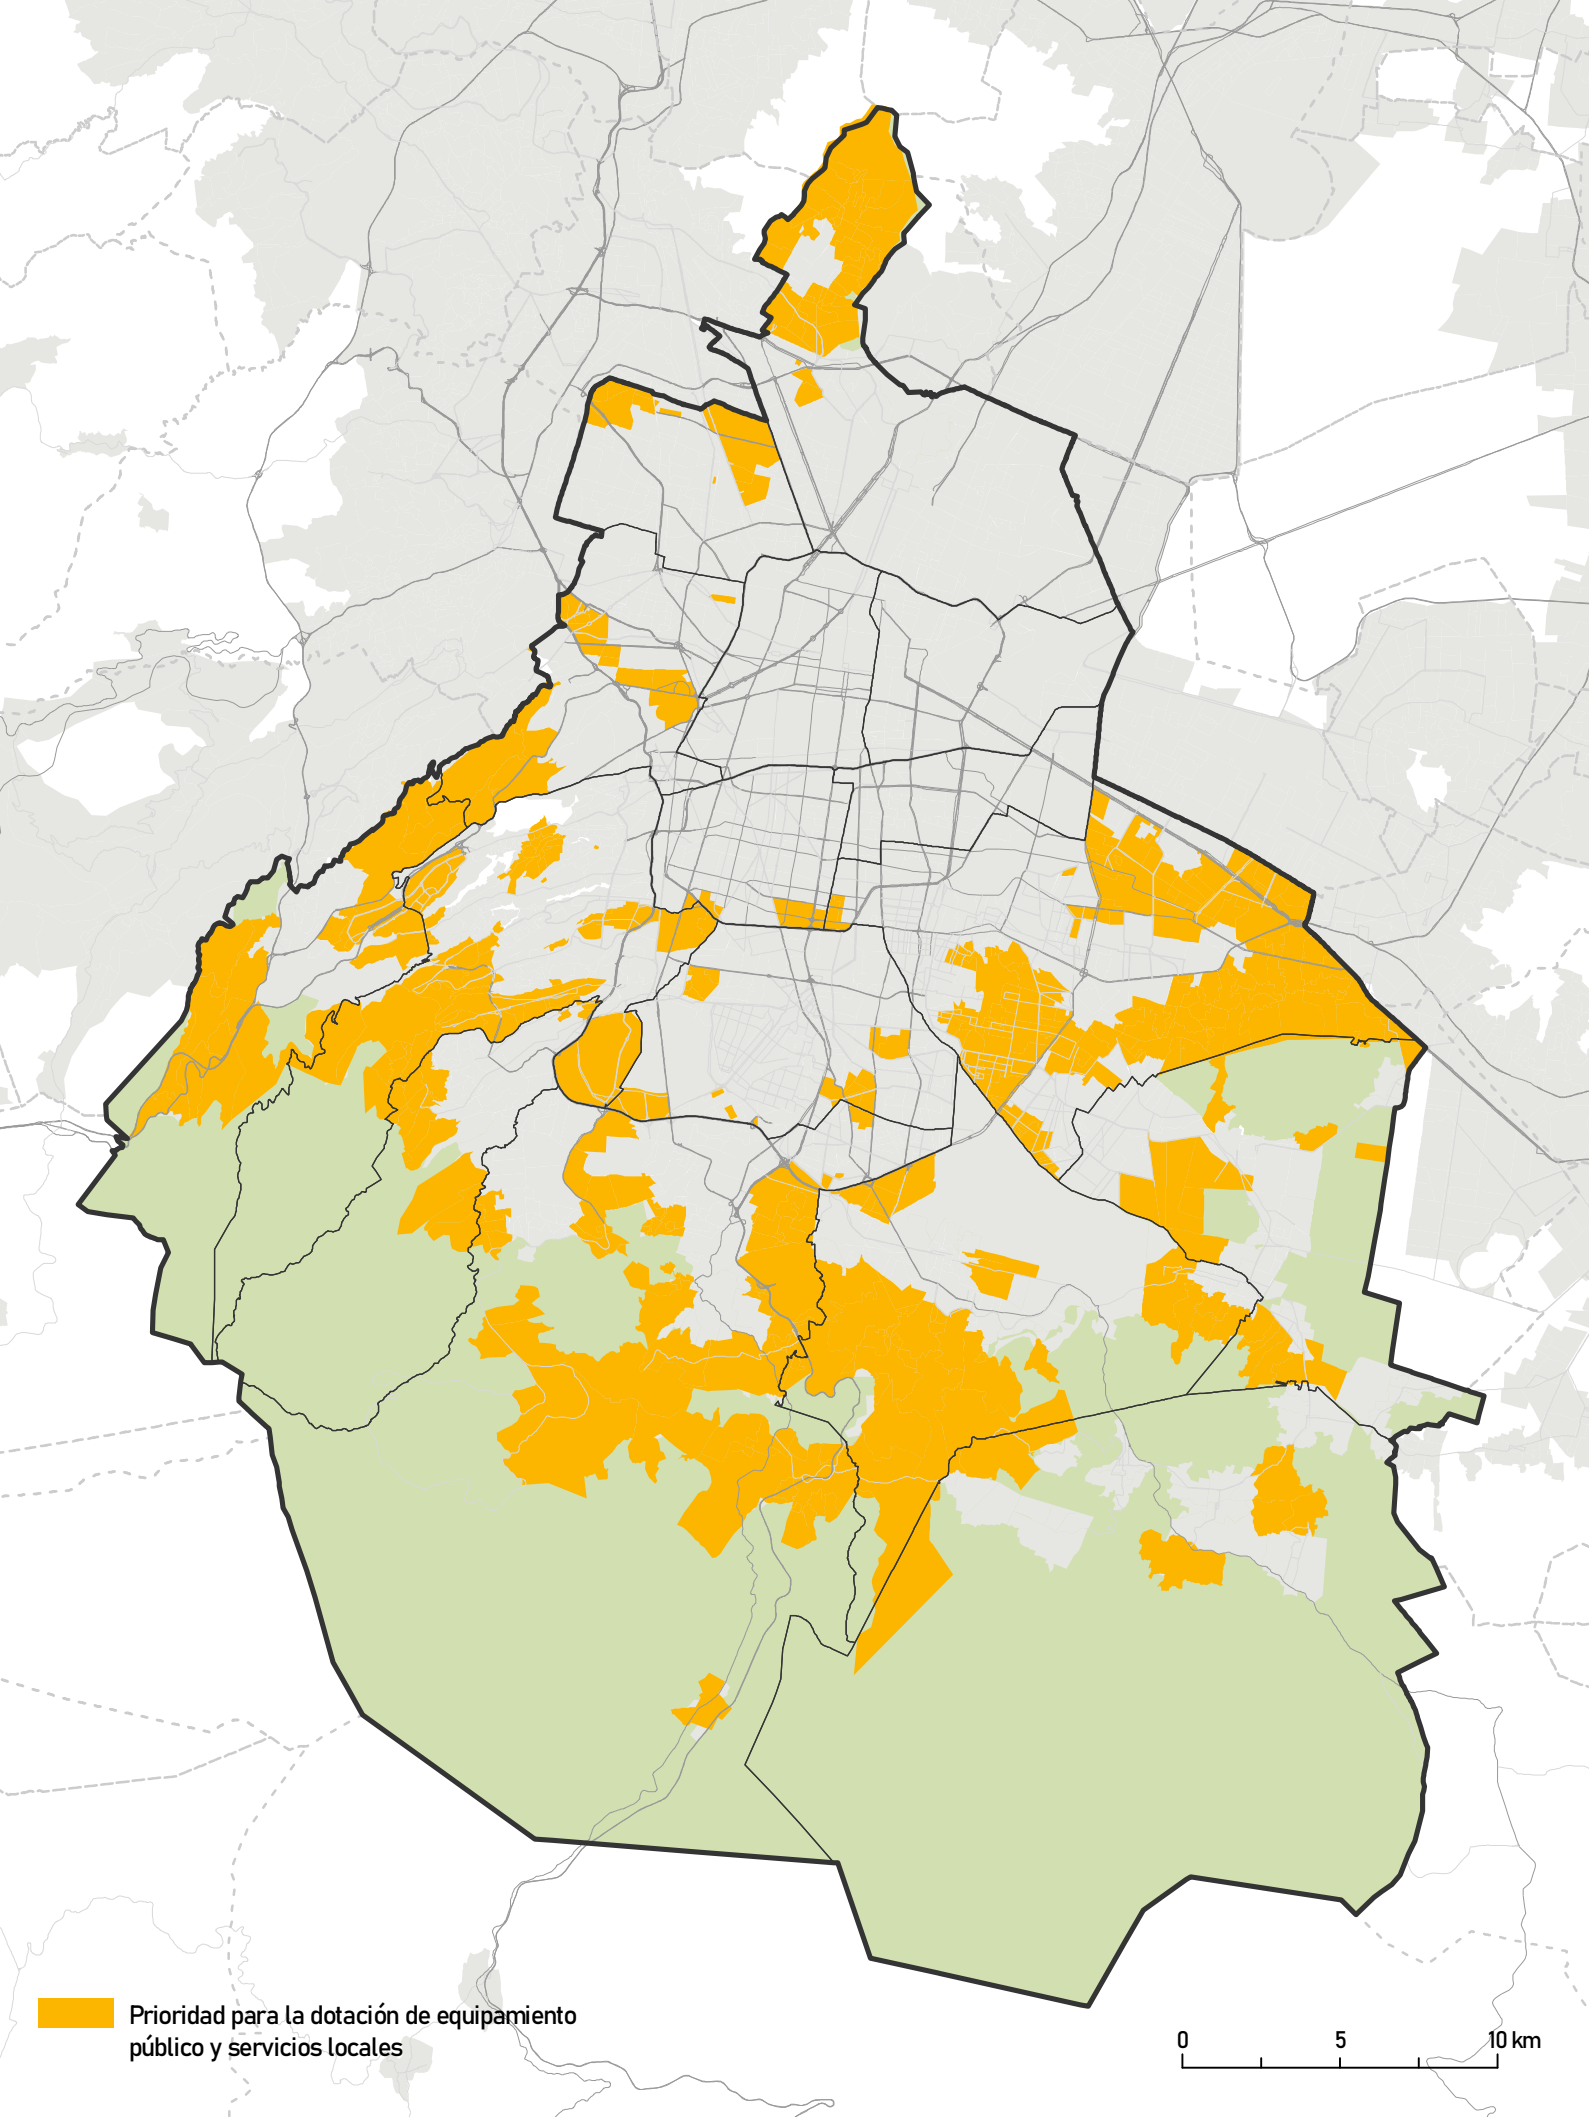 Prioridad para la dotación de equipamiento
público y servicios locales
0 5 10 km